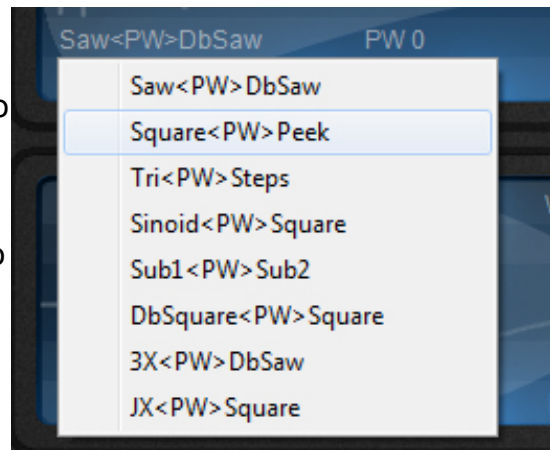 Saw<PW>DbSaw PW 0
Saw<PW>DbSaw
Square<PW>Peek
Tri<PW>Steps
Sinoid<PW>Square
Sub1<PW>Sub2
DbSquare<PW>Square
3X<PW>DbSaw
JX<PW>Square